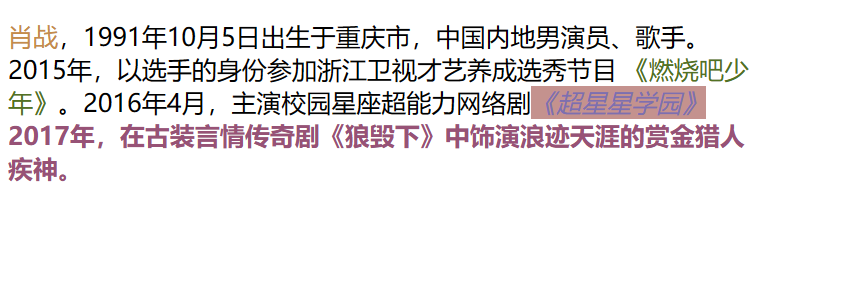 肖战，1991年10月5日出生于重庆市，中国内地男演员、歌手。
2015年，以选手的身份参加浙江卫视才艺养成选秀节目 《燃烧吧少
年》。2016年4月，主演校园星座超能力网络剧《超星星学园》
2017年，在古装言情传奇剧《狼毁下》中饰演浪迹天涯的赏金猎人
疾神。